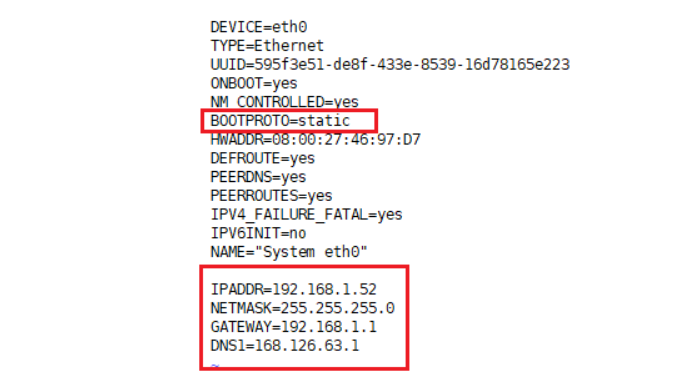 DEVICE=eth0
TYPE=Ethernet
UUID=595f3e51-de8f-433e-8539-16d78165e223
ONBOOT=yes
NM_CONTROLLED=yes
BOOTPROTO=static
HWADDR=08:00:27:46:97:D7
DEFROUTE=yes
PEERDNS=yes
PEERROUTES=yes
IPV4_FAILURE_FATAL=yes
IPV6INIT=no
NAME="System eth0"
IPADDR=192.168.1.52
NETMASK=255.255.255.0
GATEWAY=192.168.1.1
DNS1=168.126.63.1
~